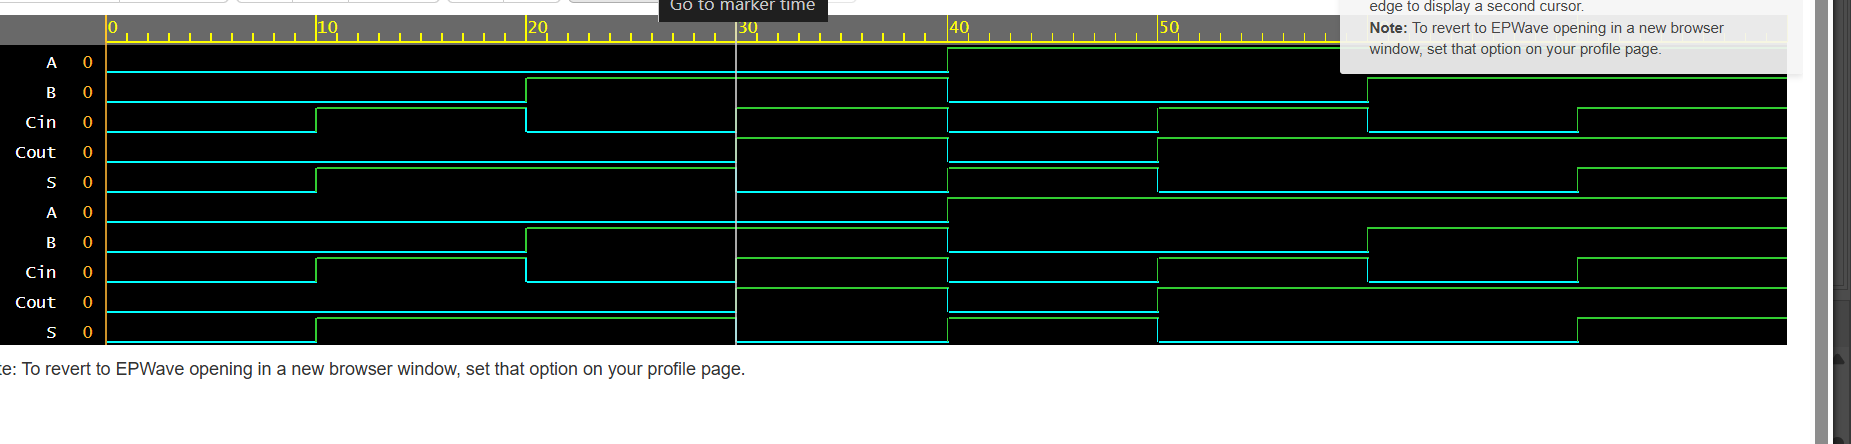 Go to marker time
edge to display a second cursor.
0 10 20 30 40 50
Note: To revert to EPWave opening in a new browser
window, set that option on your profile page.
A 0
B 0
Cin 0
Cout 0
S 0
A 0
B 0
Cin 0
Cout 0
S 0
te: To revert to EPWave opening in a new browser window, set that option on your profile page.